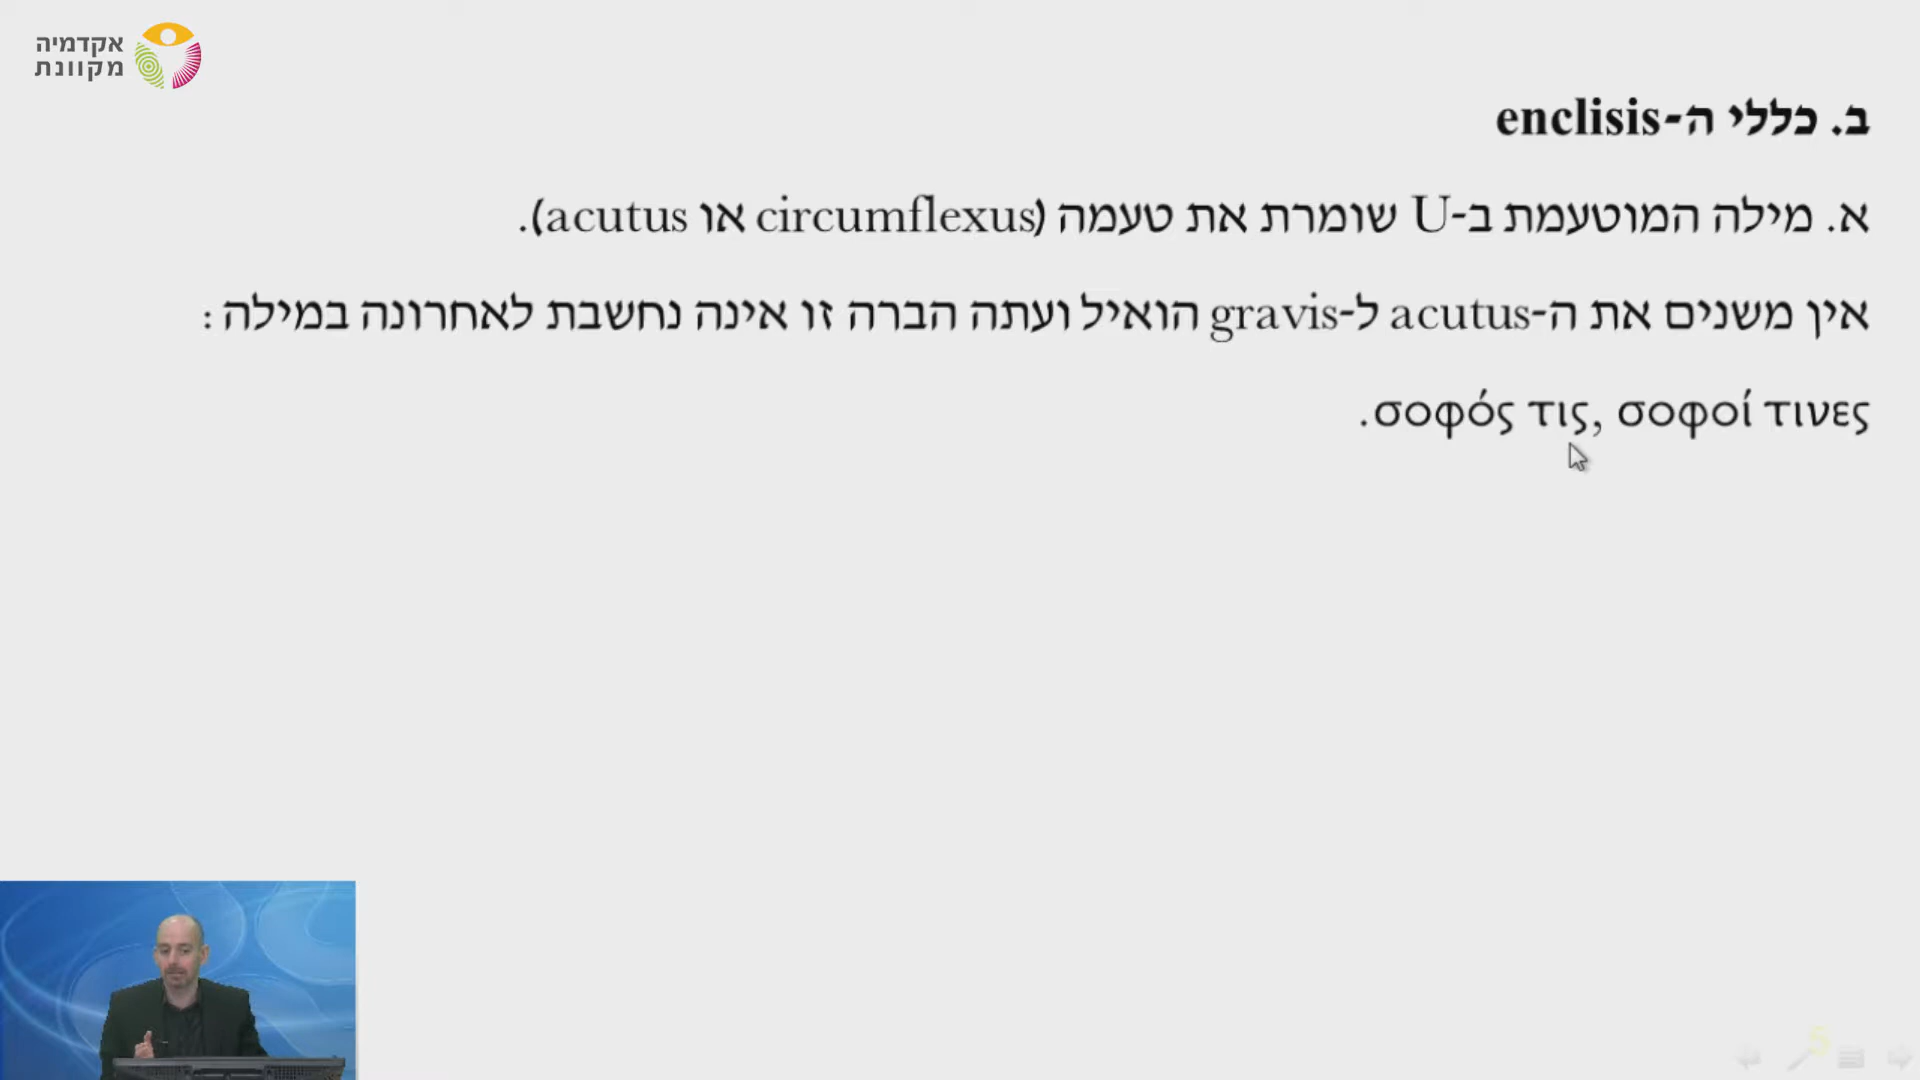 אקדמיה
מקוונת
ב. כללי ה-enclisis
א. מילה המוטעמת ב-U שומרת את טעמה (circumflexus או acutus).
אין משנים את ה-acutus ל-gravis הואיל ועתה הברה זו אינה נחשבת לאחרונה במילה:
σοφός τις, σοφοί τινες.
5